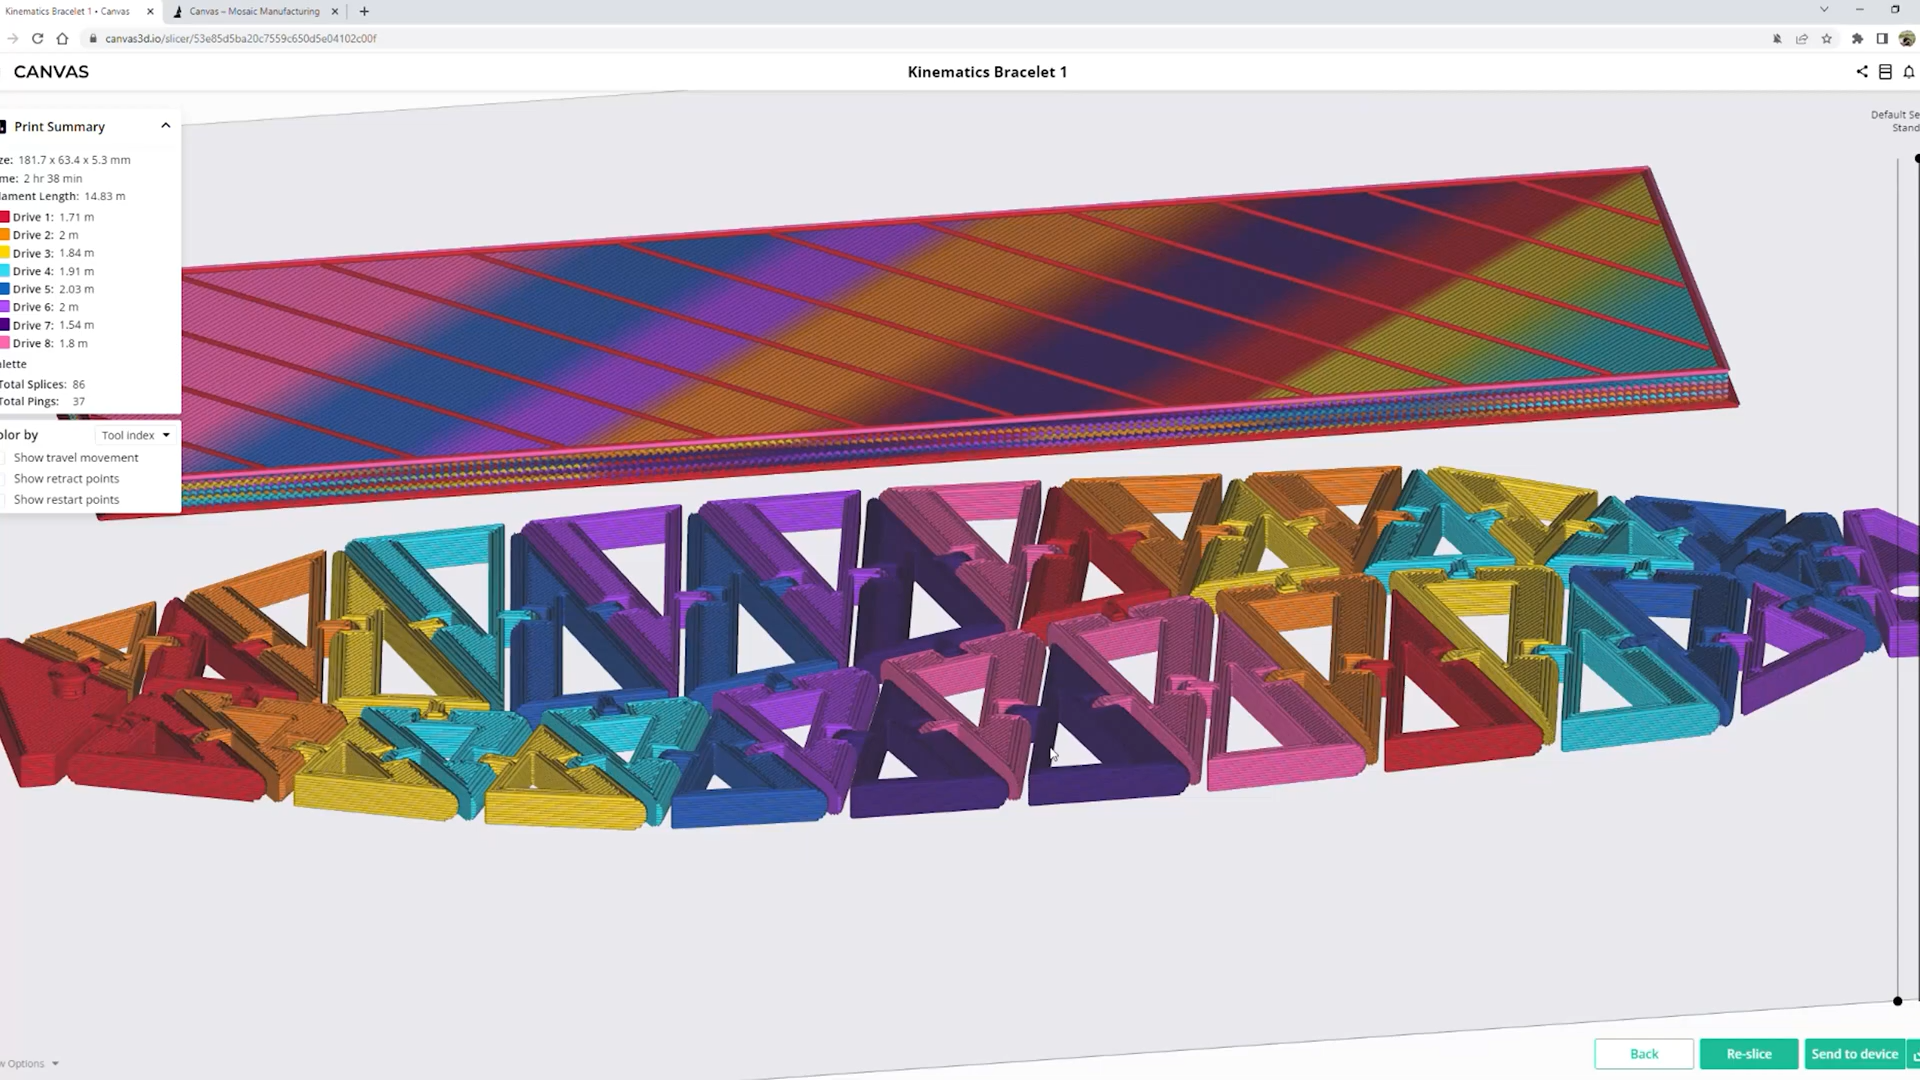 Kinematics Bracelet 1 • Canvas
Canvas – Mosaic Manufacturing
canvas3d.io/slicer/53e85d5ba20c7559c650d5e04102c00f
CANVAS
Kinematics Bracelet 1
Default Se
Stand
Print Summary
ze: 181.7 x 63.4 x 5.3 mm
me: 2 hr 38 min
lament Length: 14.83 m
Drive 1: 1.71 m
Drive 2: 2 m
Drive 3: 1.84 m
Drive 4: 1.91 m
Drive 5: 2.03 m
Drive 6: 2 m
Drive 7: 1.54 m
Drive 8: 1.8 m
lette
Total Splices: 86
Total Pings: 37
olor by Tool index
Show travel movement
Show retract points
Show restart points
w Options
Back
Re-slice
Send to device